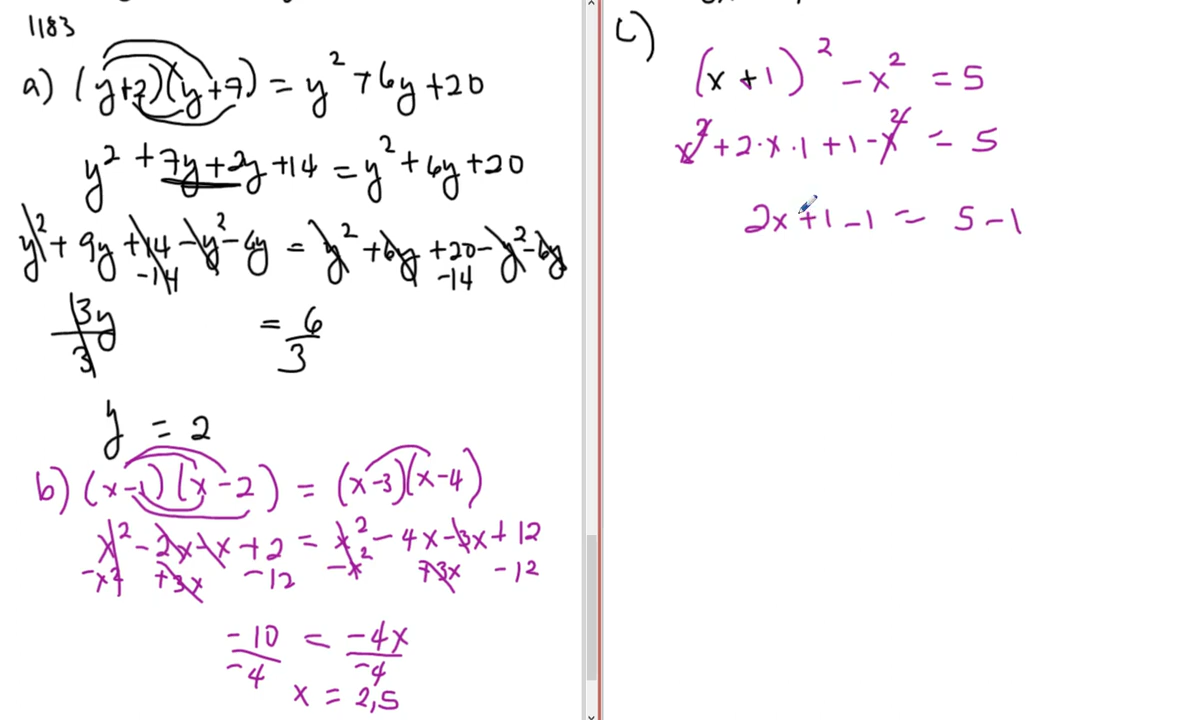 1183
a) (y+2)(y+7) = y² + 6y + 20
y² + 7y + 2y + 14 = y² + 6y + 20
y² + 9y + 14 - y² - 6y = y² + 6y + 20 - y² - 6y
-14 -14
3y/3 = 6/3
y = 2
b) (x-1)(x-2) = (x-3)(x-4)
x² - 2x - x + 2 = x² - 4x - 3x + 12
-x² +3x -12 -x² +3x -12
-10/-4 = -4x/-4
x = 2,5
c)
(x+1)² - x² = 5
x² + 2·x·1 + 1 - x² = 5
2x + 1 - 1 = 5 - 1